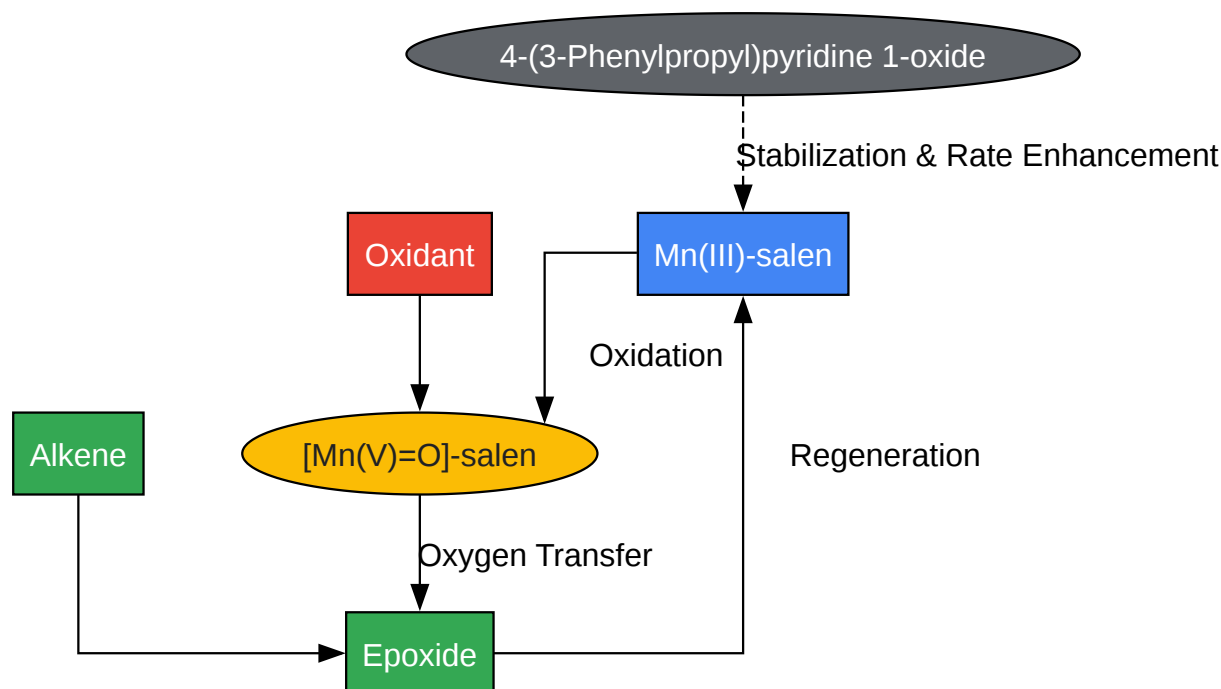 4-(3-Phenylpropyl)pyridine 1-oxide
Stabilization & Rate Enhancement
Oxidant
Mn(III)-salen
Oxidation
Alkene
[Mn(V)=O]-salen
Regeneration
Oxygen Transfer
Epoxide